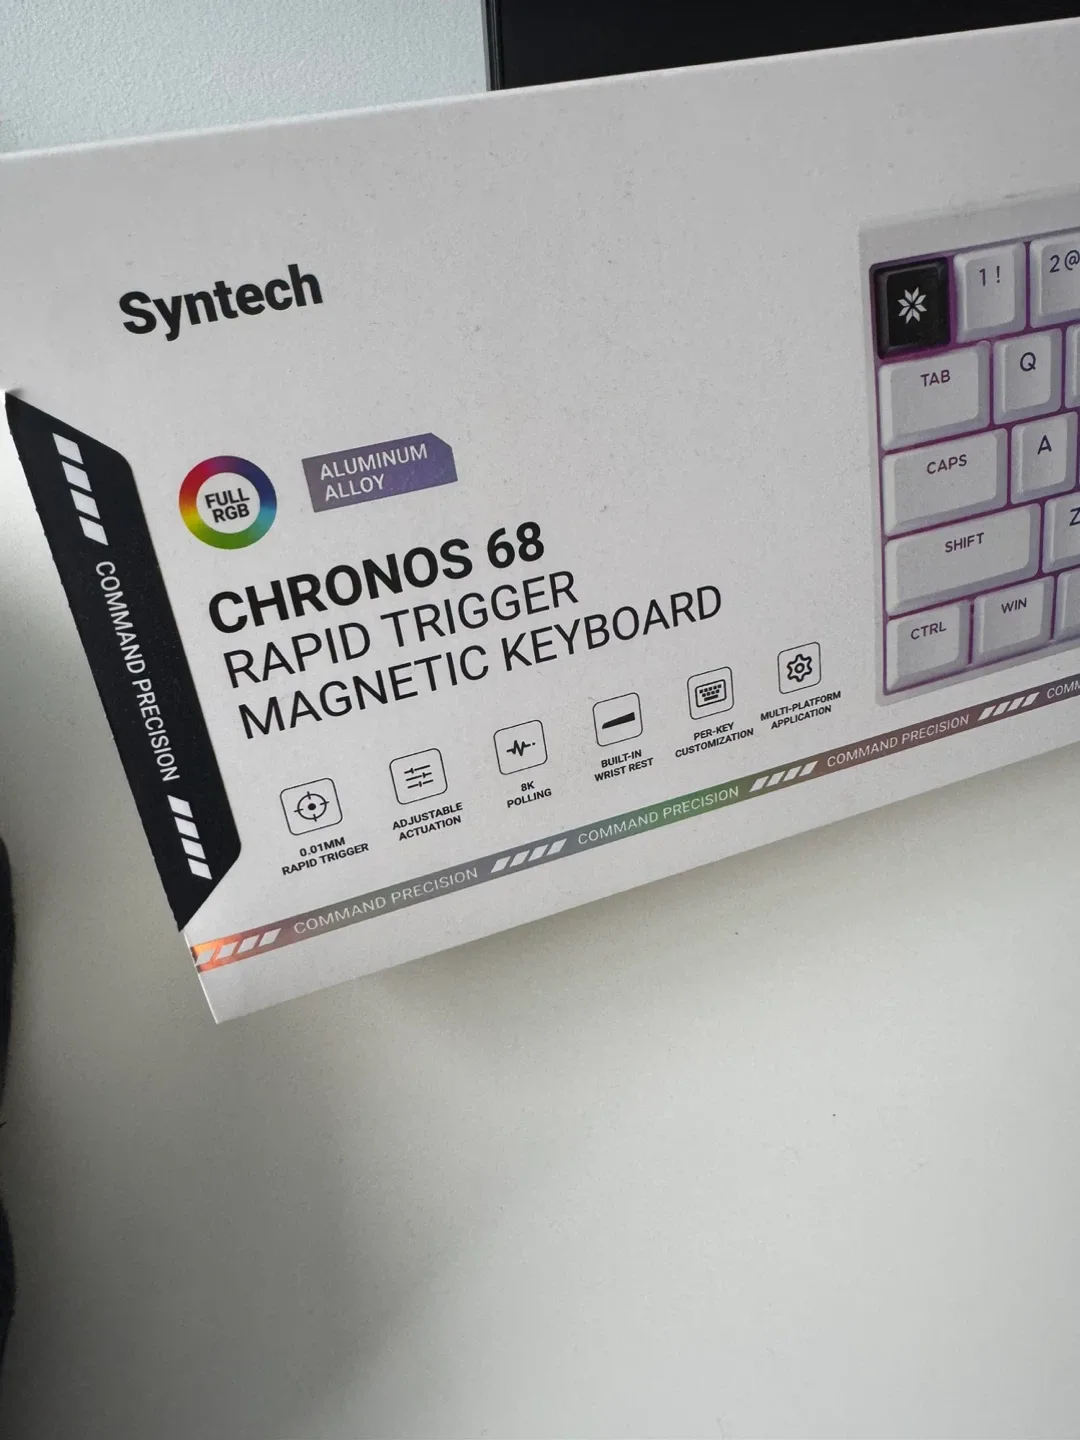 Syntech
FULL
RGB
ALUMINUM
ALLOY
CHRONOS 68
RAPID TRIGGER
MAGNETIC KEYBOARD
0.01MM
RAPID TRIGGER
ADJUSTABLE
ACTUATION
8K
POLLING
BUILT-IN
WRIST REST
PER-KEY
CUSTOMIZATION
MULTI-PLATFORM
APPLICATION
COMMAND PRECISION
COMMAND PRECISION
COMMAND PRECISION
COMMAND PRECISION
COMM
1 !
2 @
TAB
Q
CAPS
A
SHIFT
Z
CTRL
WIN